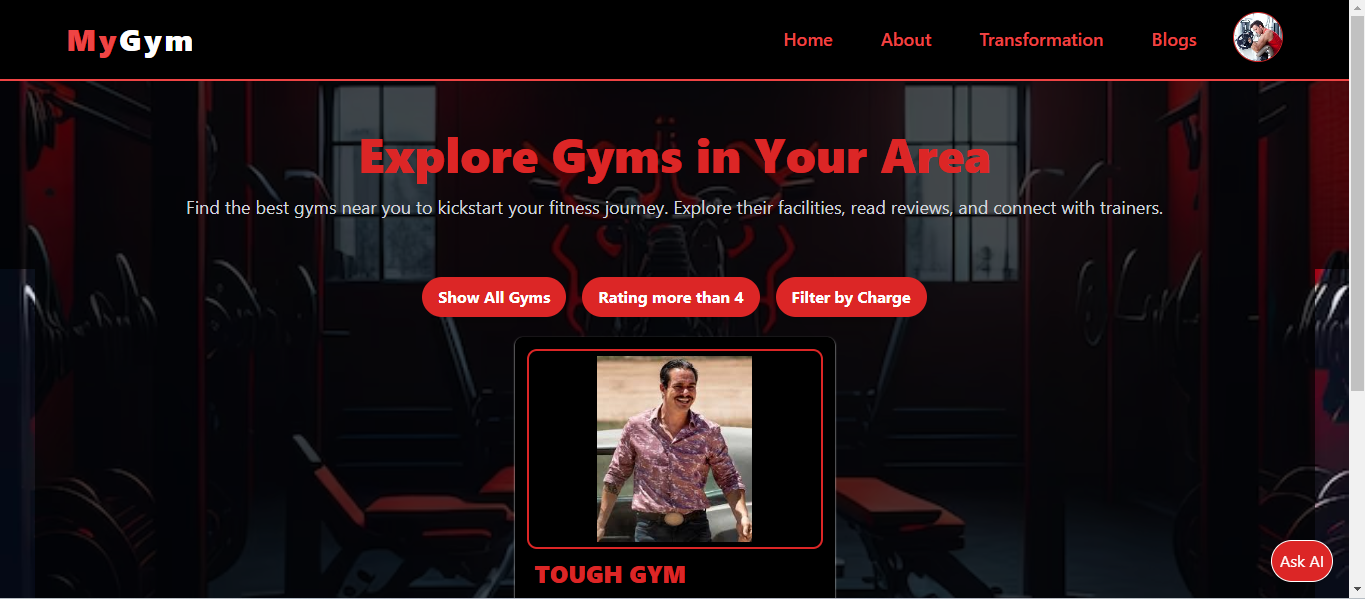 MyGym
Home About Transformation Blogs
Explore Gyms in Your Area
Find the best gyms near you to kickstart your fitness journey. Explore their facilities, read reviews, and connect with trainers.
Show All Gyms Rating more than 4 Filter by Charge
TOUGH GYM
Ask AI